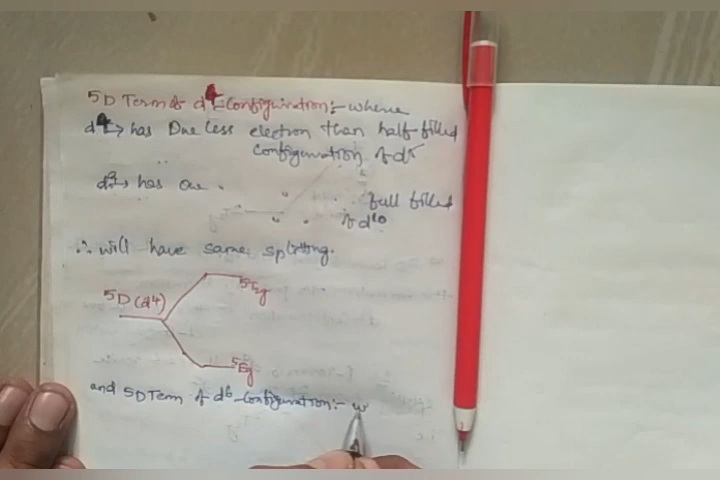 5D Term of d4-Configuration:- where
d4→ has One less electron than half-filled
Configuration of d5
d9→ has one " " " full filled
of d10
∴ will have same splitting.
5D(d4)
5Eg
and 5D Term of d6-Configuration:- w